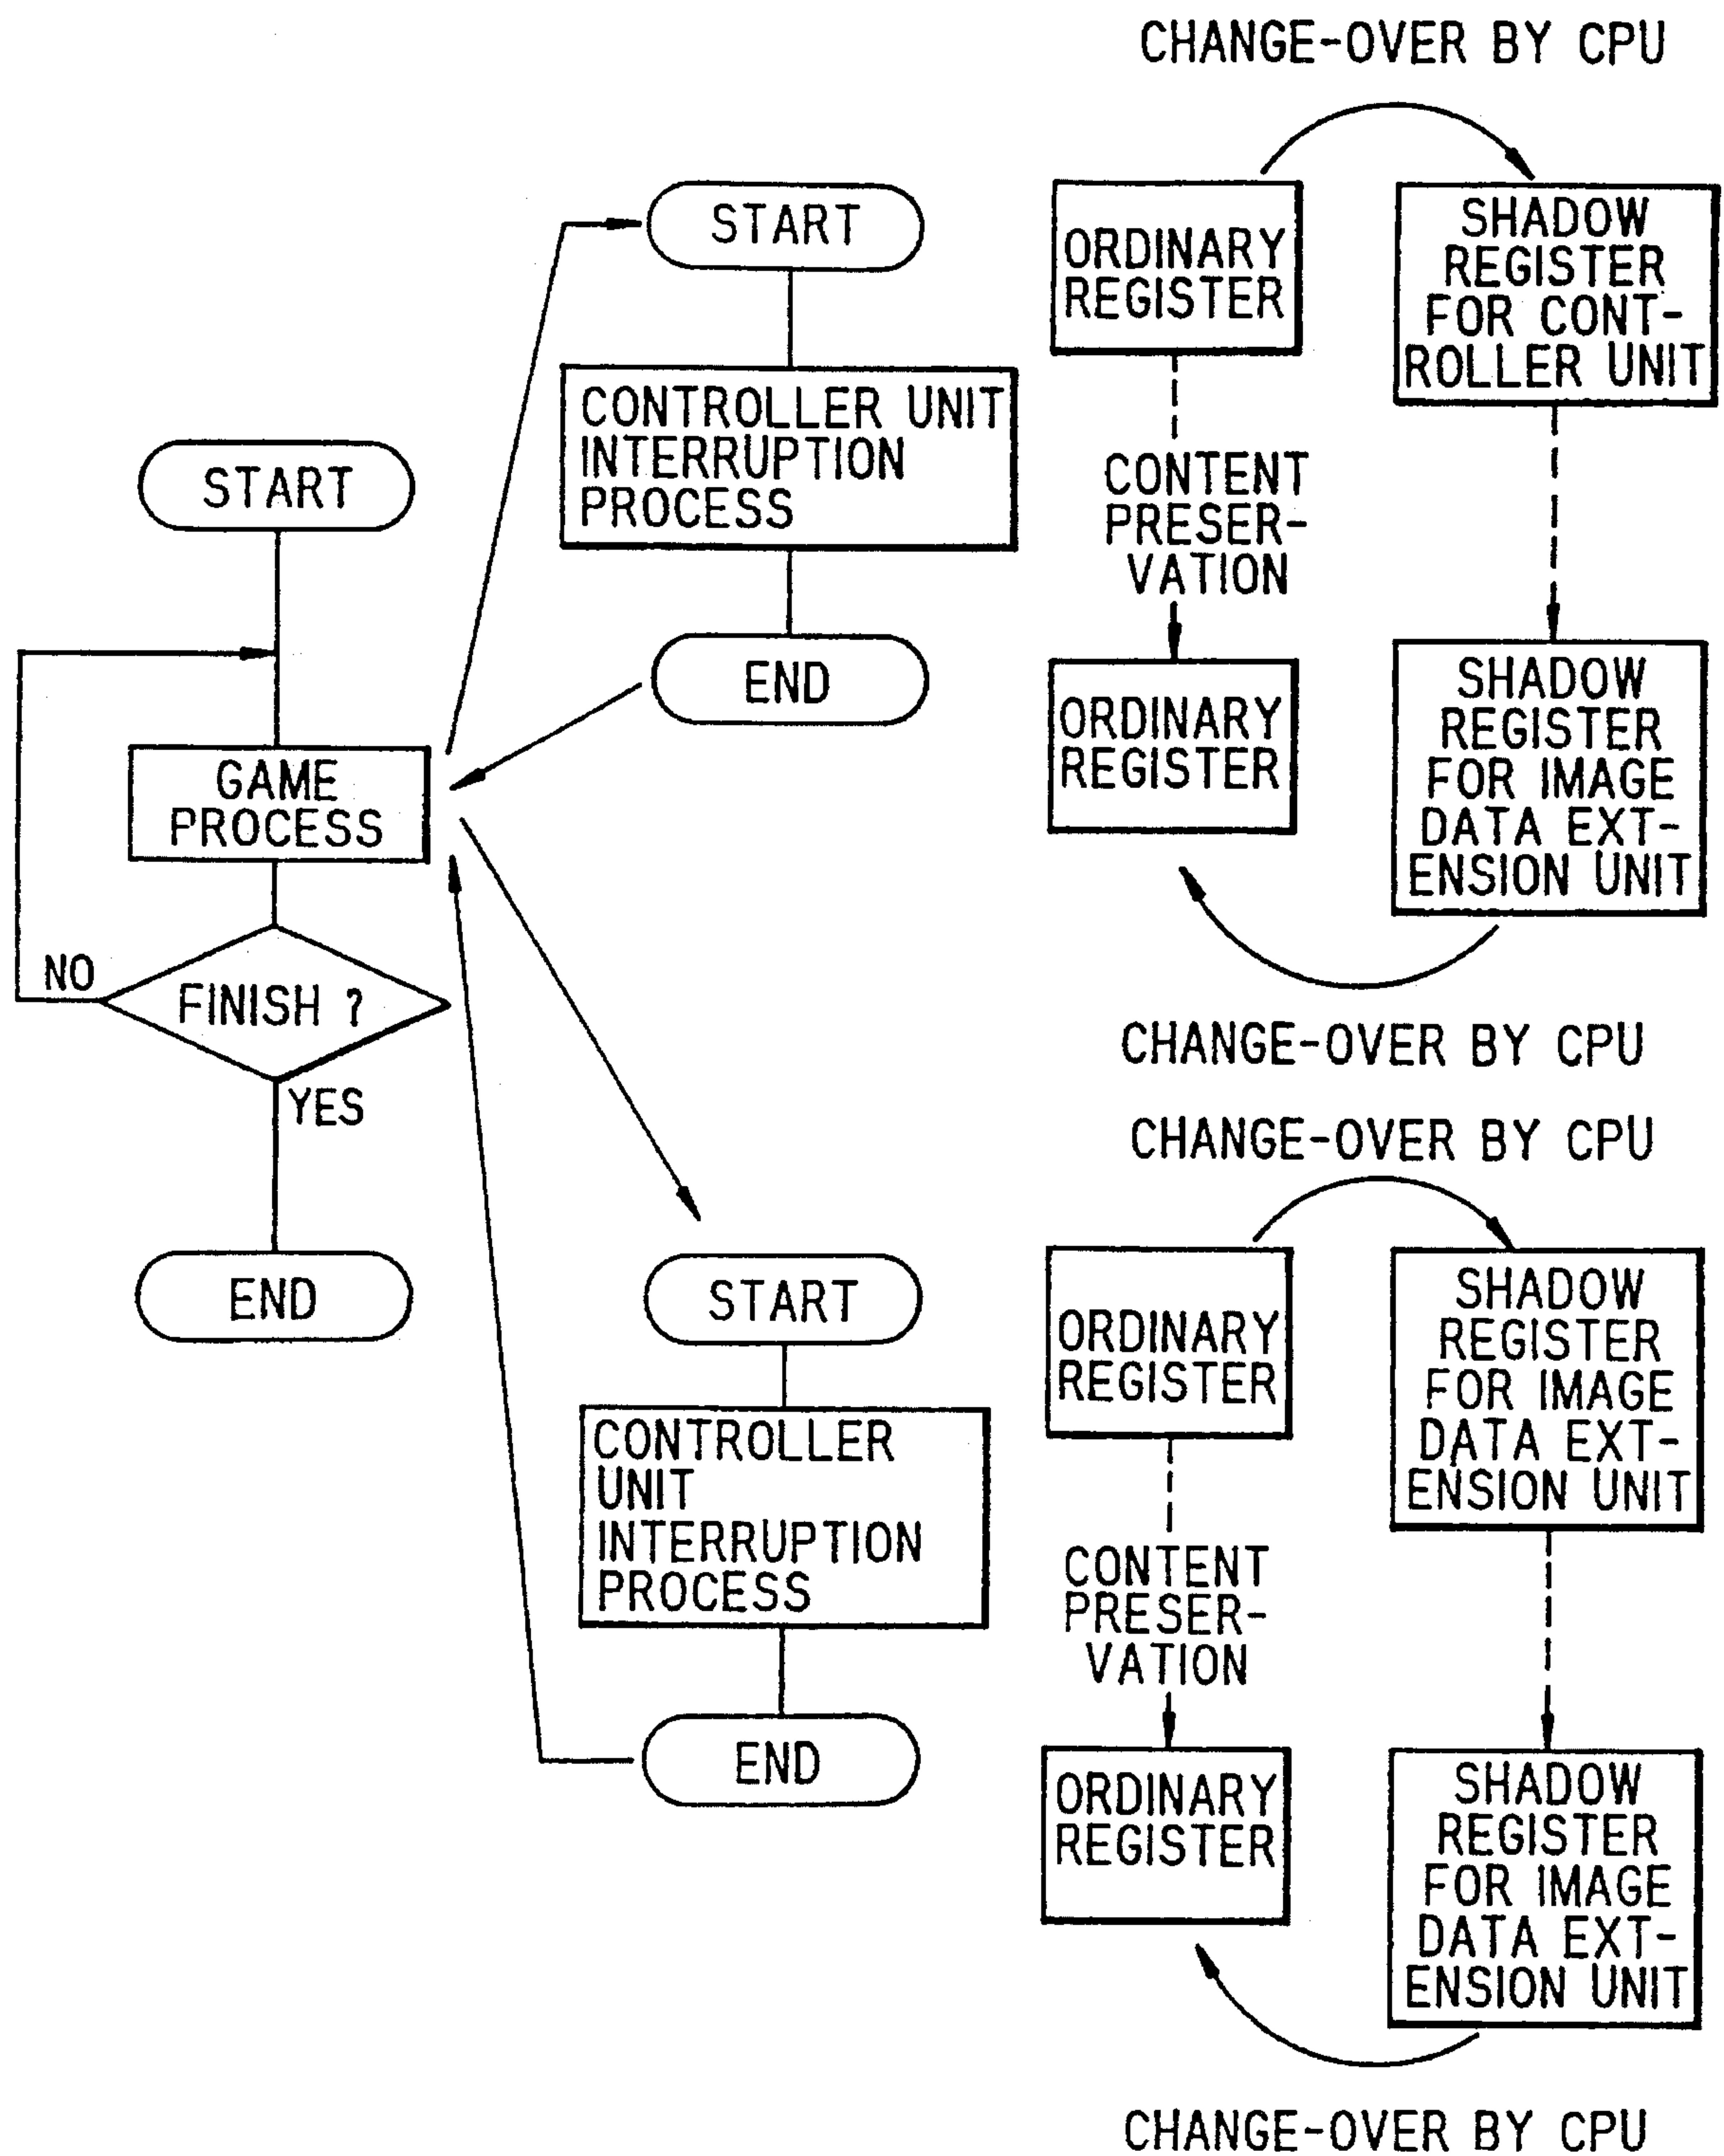 CHANGE-OVER BY CPU
START
ORDINARY
REGISTER
SHADOW
REGISTER
FOR CONT-
ROLLER UNIT
CONTROLLER UNIT
INTERRUPTION
PROCESS
CONTENT
PRESER-
VATION
START
END
ORDINARY
REGISTER
SHADOW
REGISTER
FOR IMAGE
DATA EXT-
ENSION UNIT
GAME
PROCESS
NO
FINISH ?
YES
CHANGE-OVER BY CPU
CHANGE-OVER BY CPU
END
START
ORDINARY
REGISTER
SHADOW
REGISTER
FOR IMAGE
DATA EXT-
ENSION UNIT
CONTROLLER
UNIT
INTERRUPTION
PROCESS
CONTENT
PRESER-
VATION
END
ORDINARY
REGISTER
SHADOW
REGISTER
FOR IMAGE
DATA EXT-
ENSION UNIT
CHANGE-OVER BY CPU